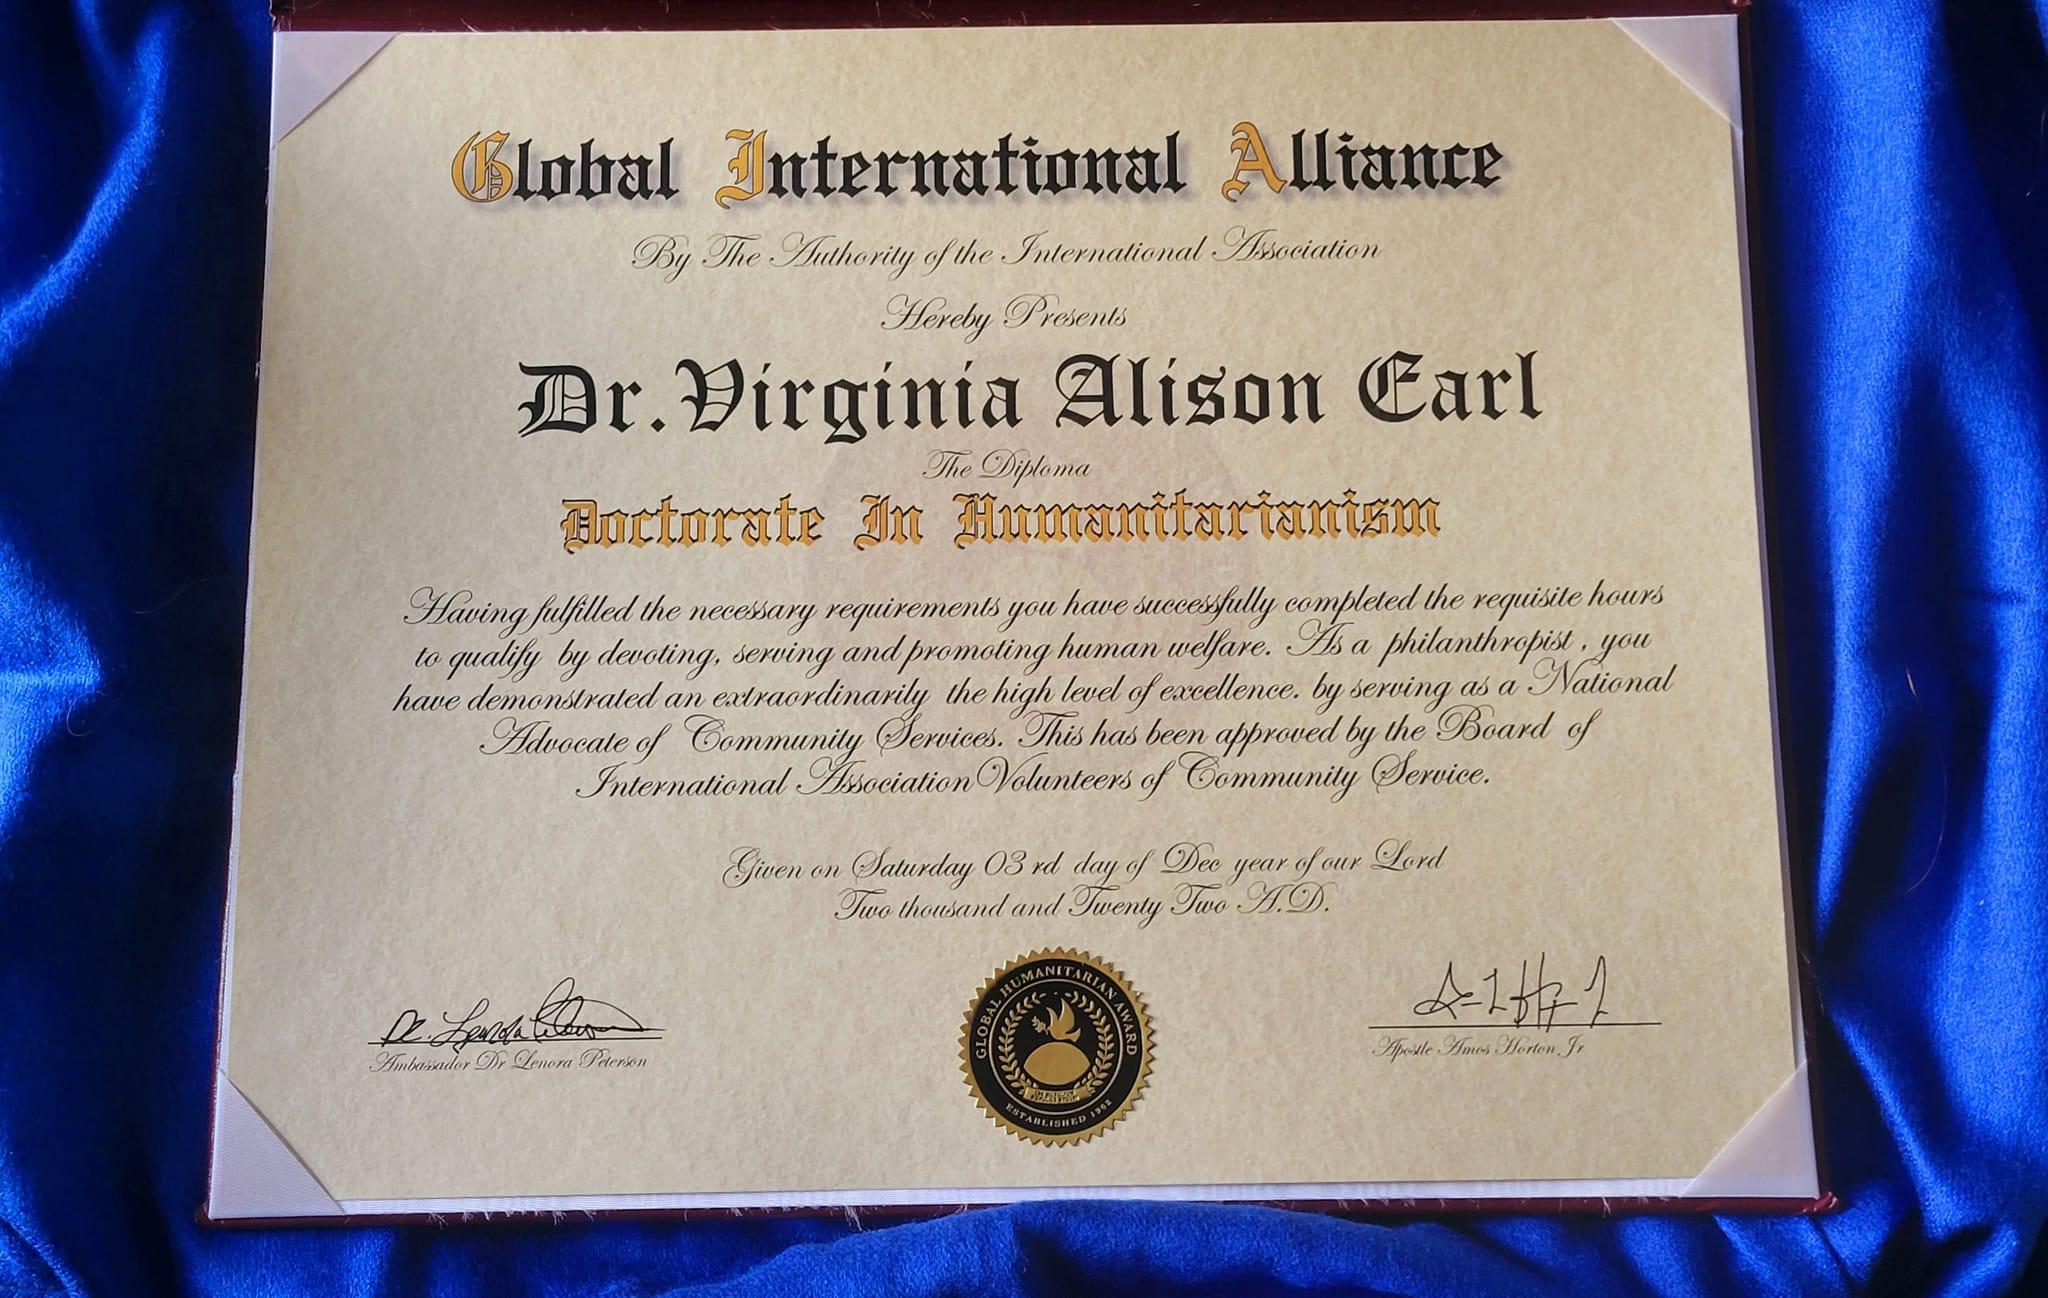 Global International Alliance
By The Authority of the International Association
Hereby Presents
Dr. Virginia Alison Earl
The Diploma
Doctorate In Humanitarianism
Having fulfilled the necessary requirements you have successfully completed the requisite hours
to qualify by devoting, serving and promoting human welfare. As a philanthropist , you
have demonstrated an extraordinarily the high level of excellence. by serving as a National
Advocate of Community Services. This has been approved by the Board of
International Association Volunteers of Community Service.
Given on Saturday 03 rd day of Dec year of our Lord
Two thousand and Twenty Two A.D.
Dr. Lenora Peterson
Ambassador Dr Lenora Peterson
GLOBAL HUMANITARIAN AWARD
ESTABLISHED 1962
Apostle Amos Horton Jr